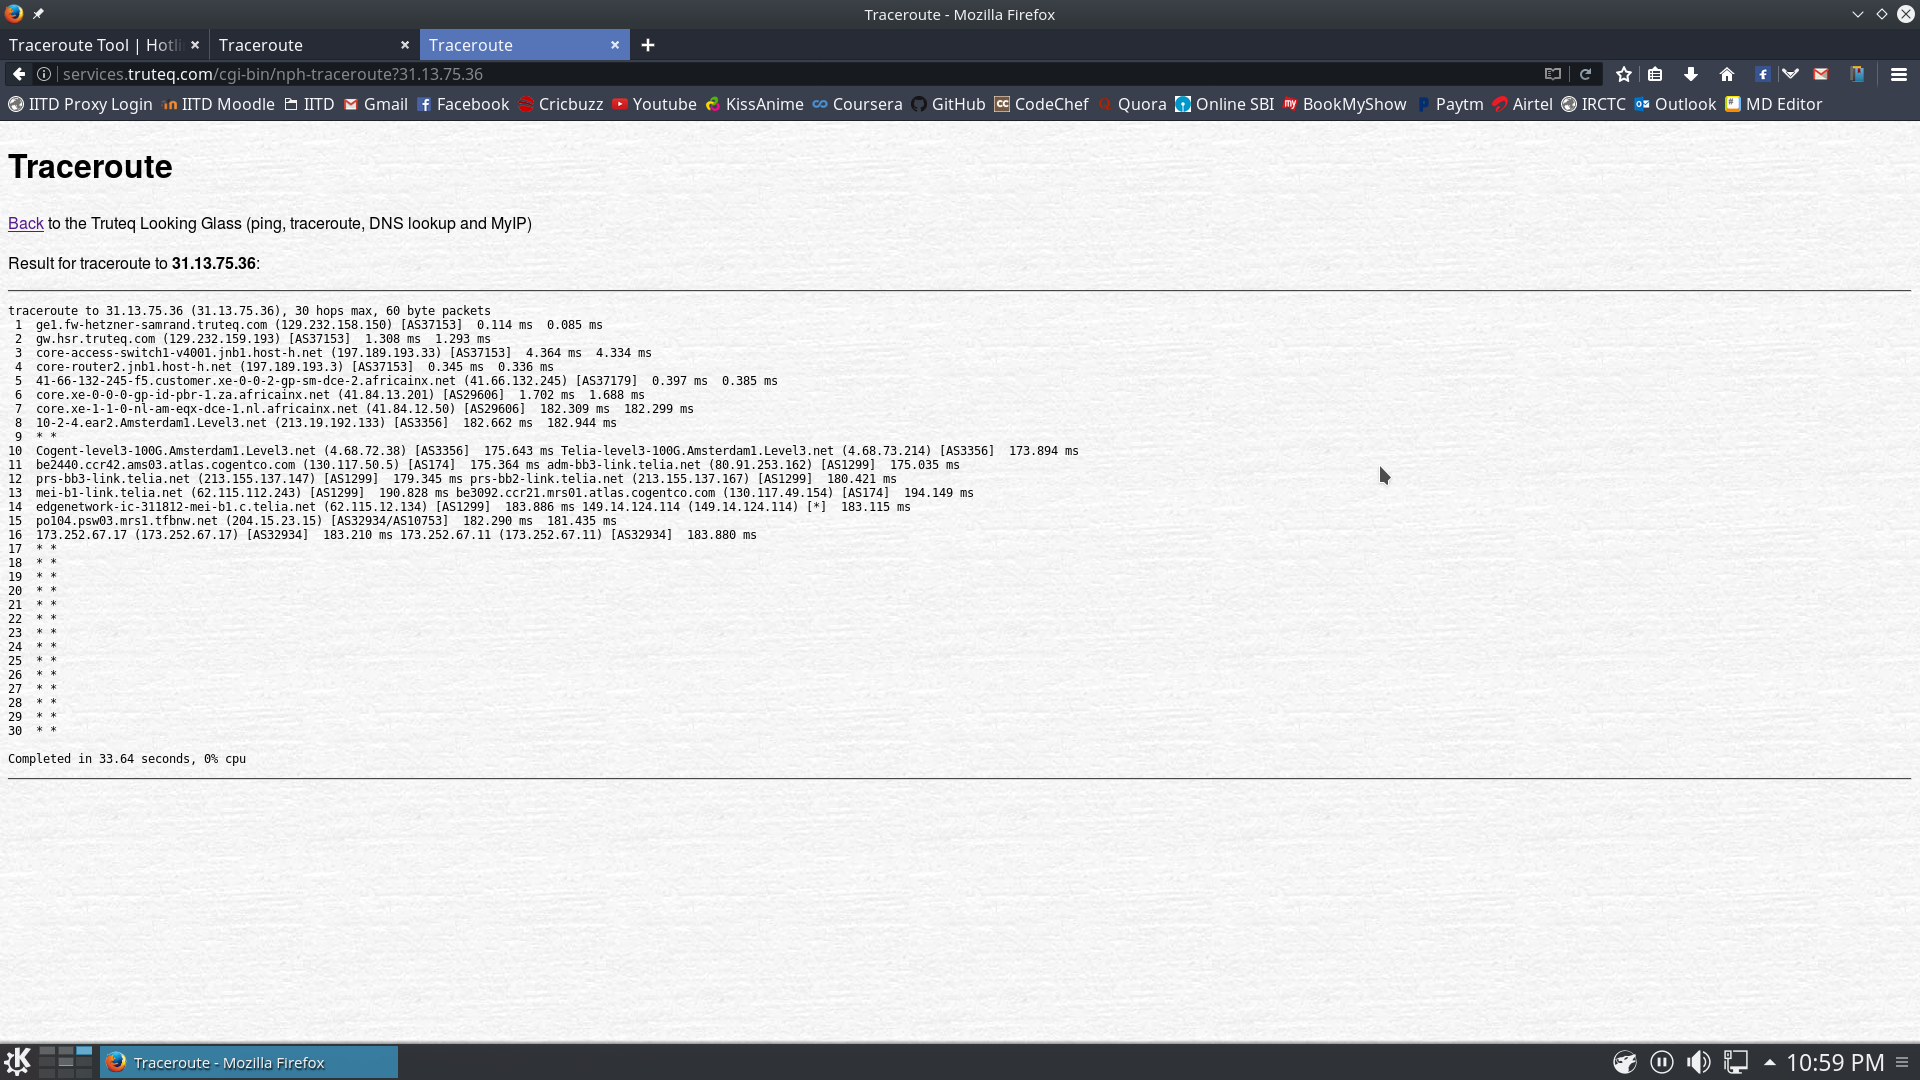 Traceroute - Mozilla Firefox
Traceroute Tool | Hotli
Traceroute
Traceroute
services.truteq.com/cgi-bin/nph-traceroute?31.13.75.36
IITD Proxy Login IITD Moodle IITD Gmail Facebook Cricbuzz Youtube KissAnime Coursera GitHub CodeChef Quora Online SBI BookMyShow Paytm Airtel IRCTC Outlook MD Editor
Traceroute
Back to the Truteq Looking Glass (ping, traceroute, DNS lookup and MyIP)
Result for traceroute to 31.13.75.36:
traceroute to 31.13.75.36 (31.13.75.36), 30 hops max, 60 byte packets
1  ge1.fw-hetzner-samrand.truteq.com (129.232.158.150) [AS37153]  0.114 ms  0.085 ms
2  gw.hsr.truteq.com (129.232.159.193) [AS37153]  1.308 ms  1.293 ms
3  core-access-switch1-v4001.jnb1.host-h.net (197.189.193.33) [AS37153]  4.364 ms  4.334 ms
4  core-router2.jnb1.host-h.net (197.189.193.3) [AS37153]  0.345 ms  0.336 ms
5  41-66-132-245-f5.customer.xe-0-0-2-gp-sm-dce-2.africainx.net (41.66.132.245) [AS37179]  0.397 ms  0.385 ms
6  core.xe-0-0-0-gp-id-pbr-1.za.africainx.net (41.84.13.201) [AS29606]  1.702 ms  1.688 ms
7  core.xe-1-1-0-nl-am-eqx-dce-1.nl.africainx.net (41.84.12.50) [AS29606]  182.309 ms  182.299 ms
8  10-2-4.ear2.Amsterdam1.Level3.net (213.19.192.133) [AS3356]  182.662 ms  182.944 ms
9  * *
10  Cogent-level3-100G.Amsterdam1.Level3.net (4.68.72.38) [AS3356]  175.643 ms Telia-level3-100G.Amsterdam1.Level3.net (4.68.73.214) [AS3356]  173.894 ms
11  be2440.ccr42.ams03.atlas.cogentco.com (130.117.50.5) [AS174]  175.364 ms adm-bb3-link.telia.net (80.91.253.162) [AS1299]  175.035 ms
12  prs-bb3-link.telia.net (213.155.137.147) [AS1299]  179.345 ms prs-bb2-link.telia.net (213.155.137.167) [AS1299]  180.421 ms
13  mei-b1-link.telia.net (62.115.112.243) [AS1299]  190.828 ms be3092.ccr21.mrs01.atlas.cogentco.com (130.117.49.154) [AS174]  194.149 ms
14  edgenetwork-ic-311812-mei-b1.c.telia.net (62.115.12.134) [AS1299]  183.886 ms 149.14.124.114 (149.14.124.114) [*]  183.115 ms
15  po104.psw03.mrs1.tfbnw.net (204.15.23.15) [AS32934/AS10753]  182.290 ms  181.435 ms
16  173.252.67.17 (173.252.67.17) [AS32934]  183.210 ms 173.252.67.11 (173.252.67.11) [AS32934]  183.880 ms
17  * *
18  * *
19  * *
20  * *
21  * *
22  * *
23  * *
24  * *
25  * *
26  * *
27  * *
28  * *
29  * *
30  * *
Completed in 33.64 seconds, 0% cpu
Traceroute - Mozilla Firefox
10:59 PM